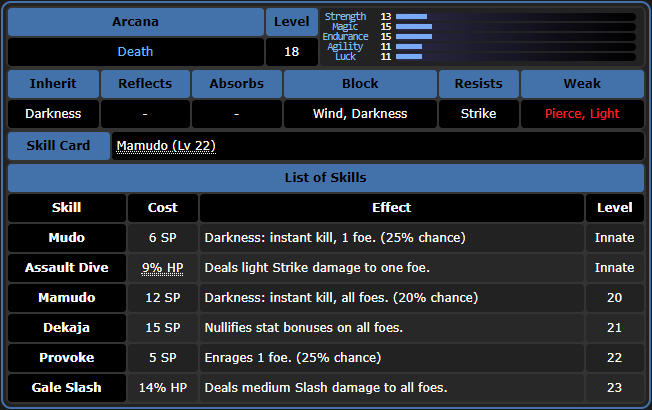 Arcana Level
Death 18
Strength 13
Magic 15
Endurance 15
Agility 11
Luck 11
Inherit Reflects Absorbs Block Resists Weak
Darkness - - Wind, Darkness Strike Pierce, Light
Skill Card Mamudo (Lv 22)
List of Skills
Skill Cost Effect Level
Mudo 6 SP Darkness: instant kill, 1 foe. (25% chance) Innate
Assault Dive 9% HP Deals light Strike damage to one foe. Innate
Mamudo 12 SP Darkness: instant kill, all foes. (20% chance) 20
Dekaja 15 SP Nullifies stat bonuses on all foes. 21
Provoke 5 SP Enrages 1 foe. (25% chance) 22
Gale Slash 14% HP Deals medium Slash damage to all foes. 23